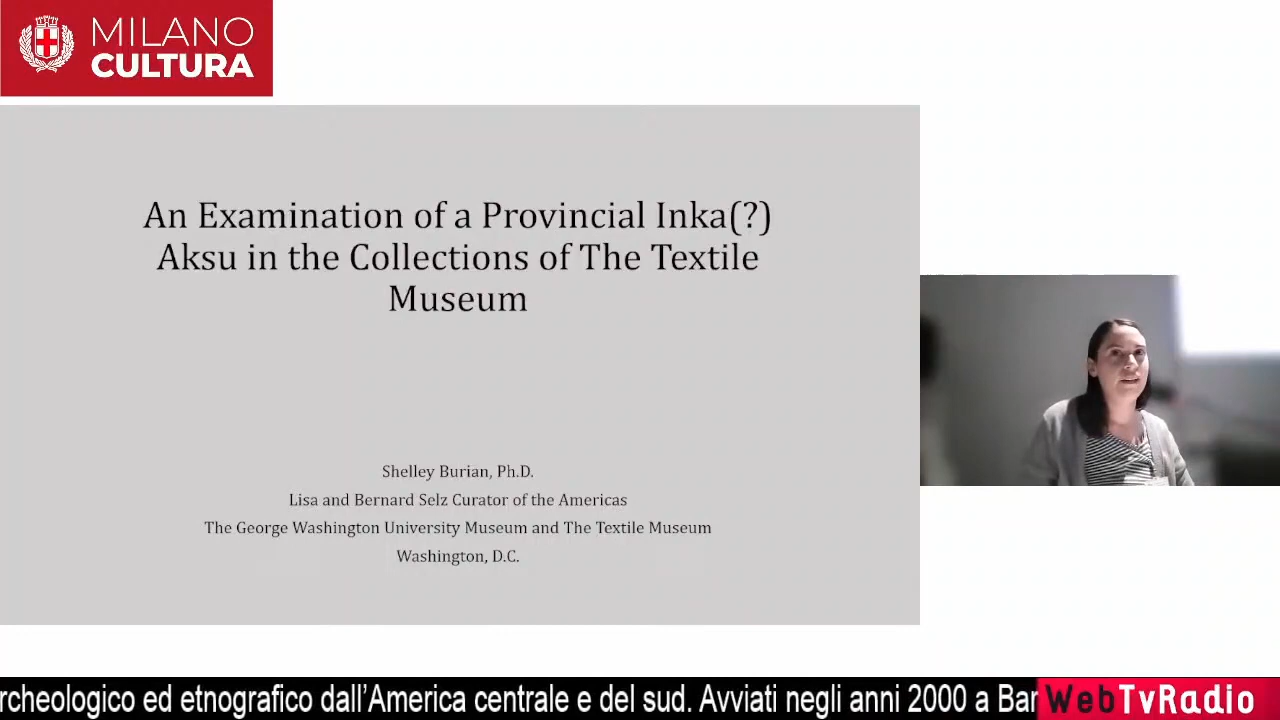 MILANO
CULTURA
An Examination of a Provincial Inka(?)
Aksu in the Collections of The Textile
Museum
Shelley Burian, Ph.D.
Lisa and Bernard Selz Curator of the Americas
The George Washington University Museum and The Textile Museum
Washington, D.C.
rcheologico ed etnografico dall’America centrale e del sud. Avviati negli anni 2000 a Bar
WebTvRadio